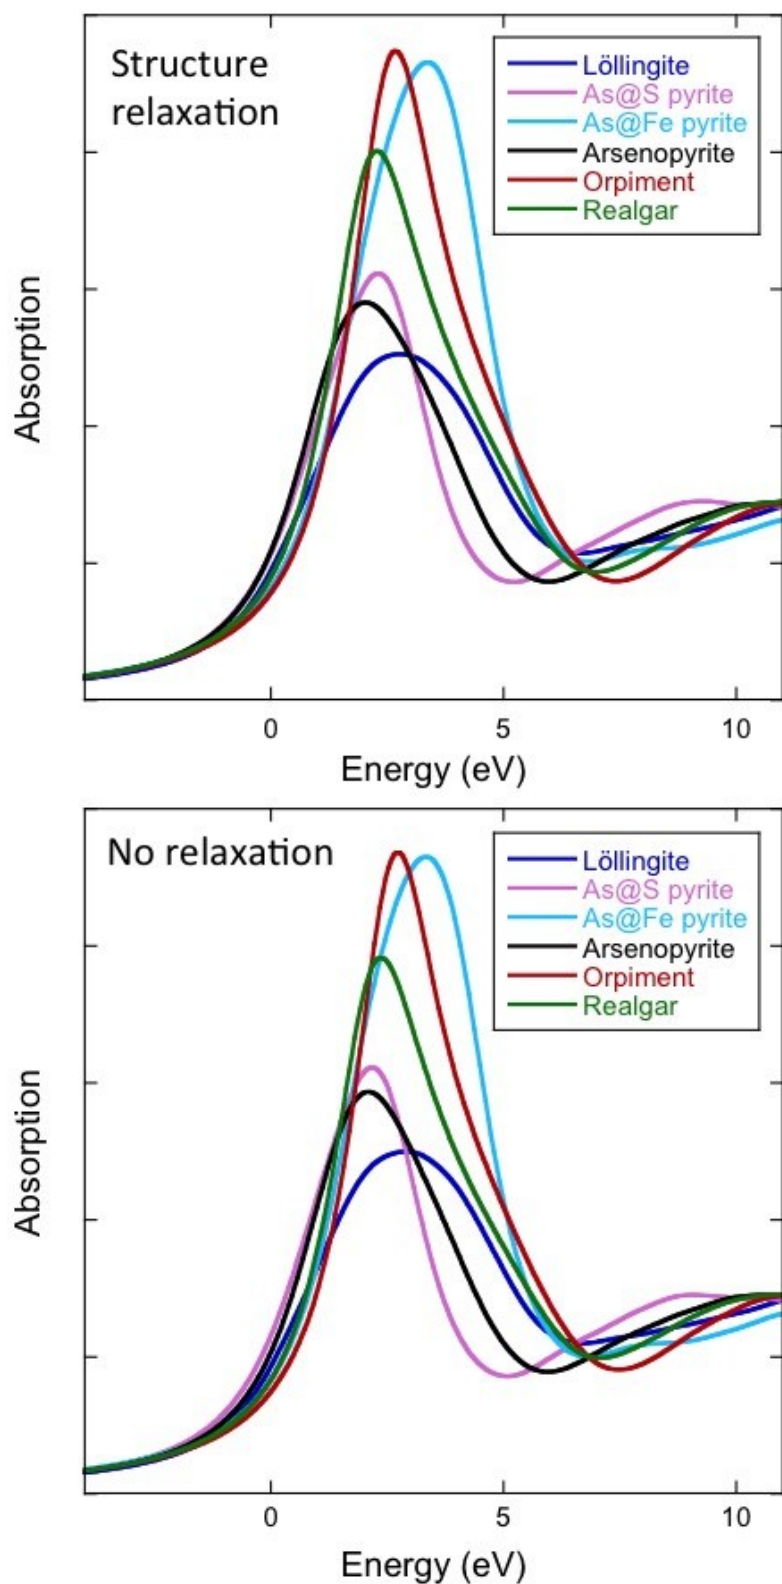 Structure
relaxation
Löllingite
As@S pyrite
As@Fe pyrite
Arsenopyrite
Orpiment
Realgar
Absorption
0 5 10
Energy (eV)
No relaxation
Löllingite
As@S pyrite
As@Fe pyrite
Arsenopyrite
Orpiment
Realgar
Absorption
0 5 10
Energy (eV)